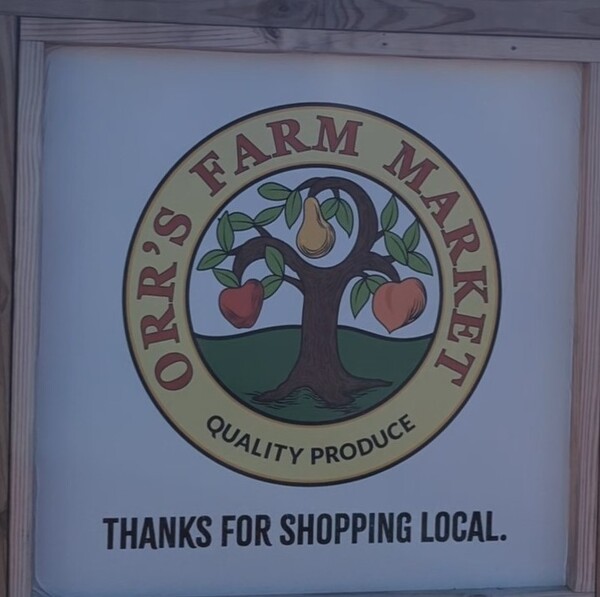 ORR'S FARM MARKET
QUALITY PRODUCE
THANKS FOR SHOPPING LOCAL.